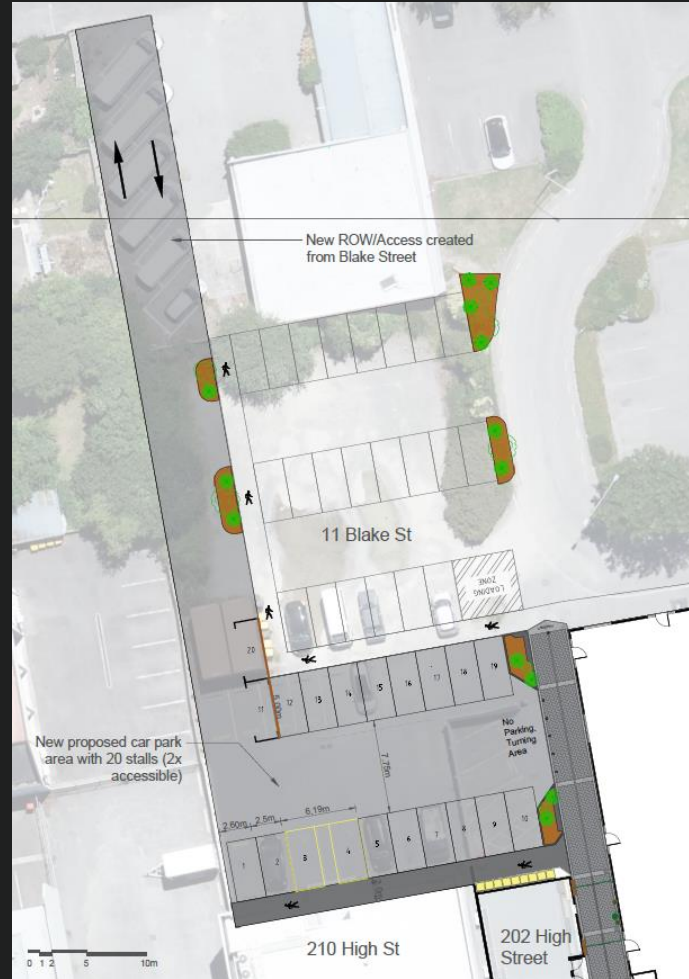 New ROW/Access created
from Blake Street
11 Blake St
LOADING
ZONE
20
11
12
13
14
15
16
17
18
19
5.00m
No
Parking,
Turning
Area
New proposed car park
area with 20 stalls (2x
accessible)
7.75m
2.60m
2.5m
6.19m
1
2
3
4
5
6
7
8
9
10
210 High St
202 High
Street
0 1 2 5 10m